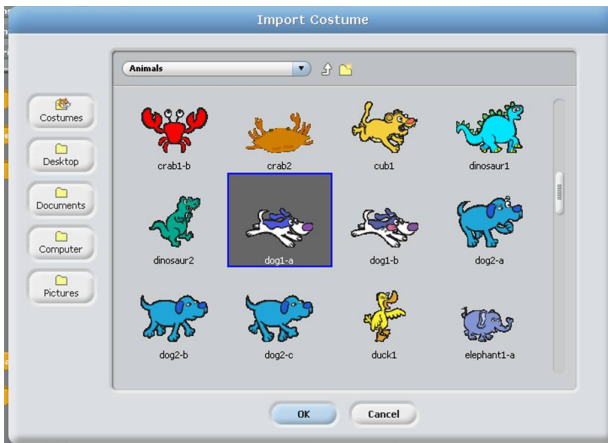 Import Costume
Animals
Costumes
Desktop
Documents
Computer
Pictures
crab1-b crab2 cub1 dinosaur1
dinosaur2 dog1-a dog1-b dog2-a
dog2-b dog2-c duck1 elephant1-a
OK Cancel